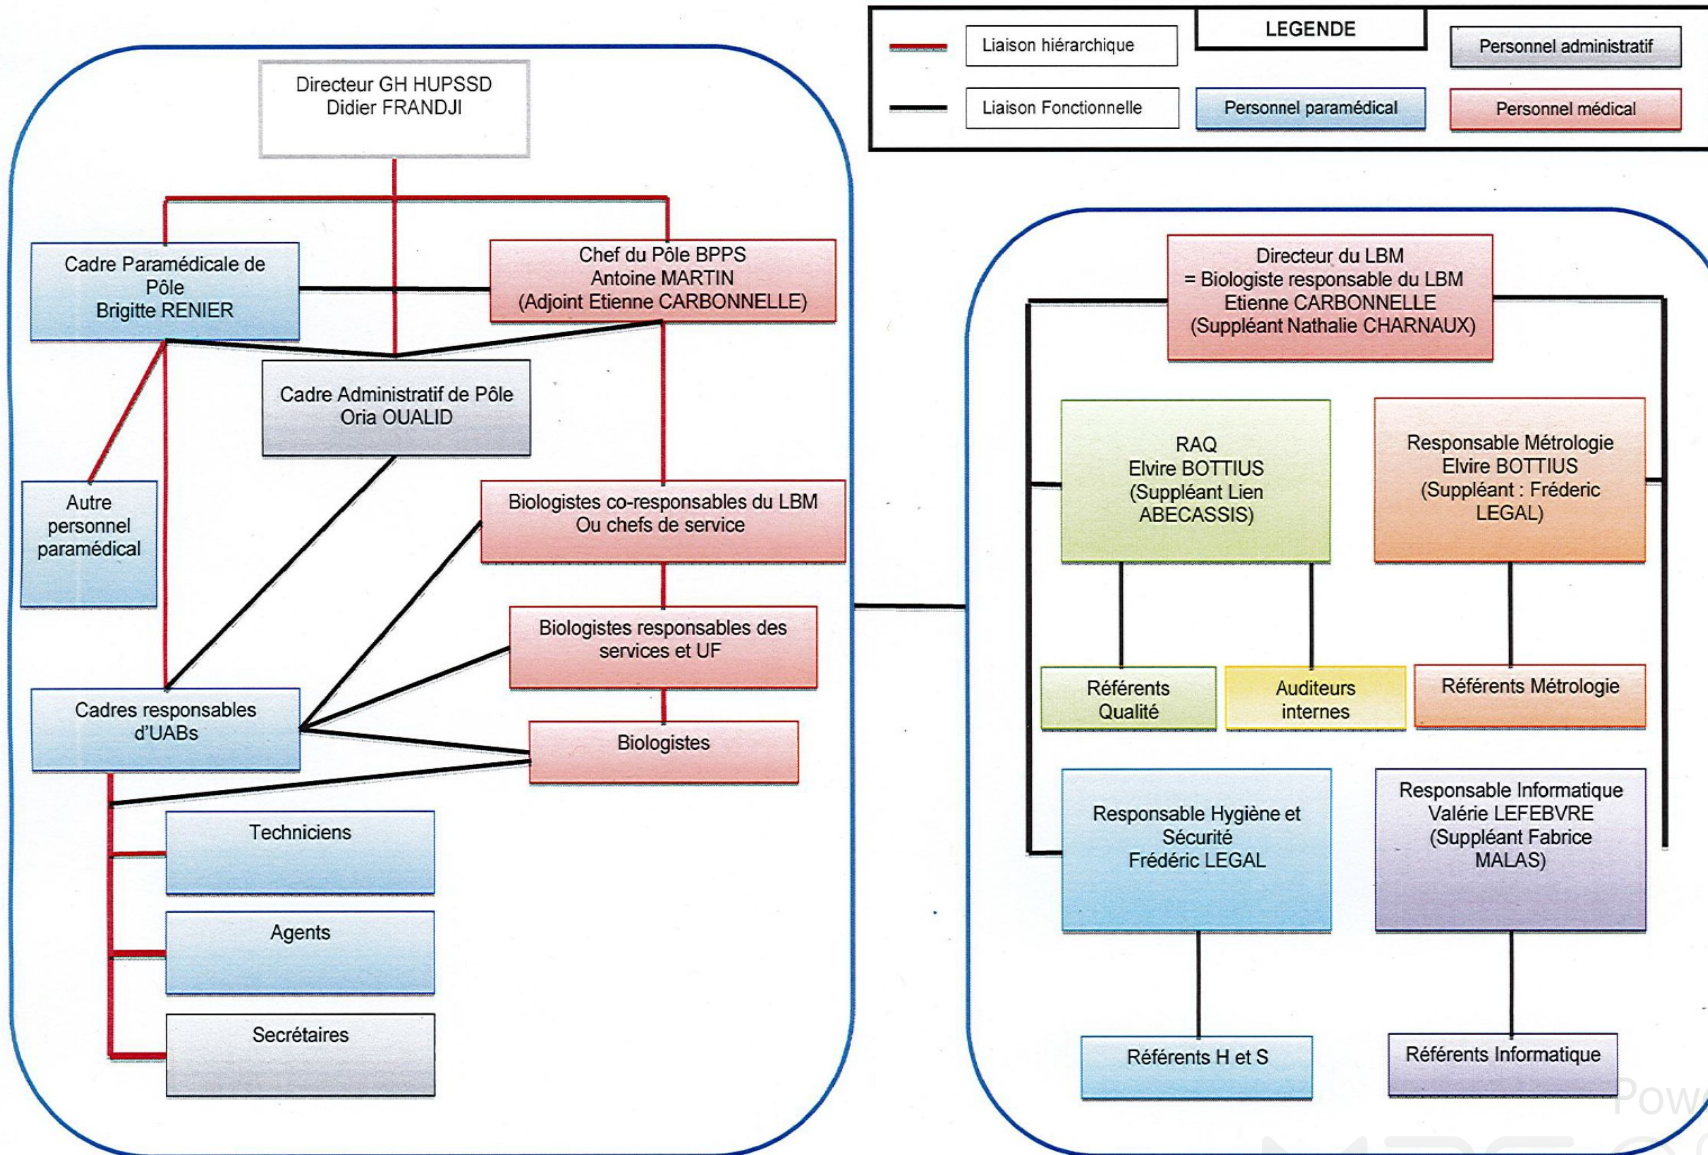 LEGENDE
Liaison hiérarchique
Personnel administratif
Liaison Fonctionnelle
Personnel paramédical
Personnel médical
Directeur GH HUPSSD
Didier FRANDJI
Cadre Paramédicale de
Pôle
Brigitte RENIER
Chef du Pôle BPPS
Antoine MARTIN
(Adjoint Etienne CARBONNELLE)
Cadre Administratif de Pôle
Oria OUALID
Autre
personnel
paramédical
Biologistes co-responsables du LBM
Ou chefs de service
Biologistes responsables des
services et UF
Cadres responsables
d'UABs
Biologistes
Techniciens
Agents
Secrétaires
Directeur du LBM
= Biologiste responsable du LBM
Etienne CARBONNELLE
(Suppléant Nathalie CHARNAUX)
RAQ
Elvire BOTTIUS
(Suppléant Lien
ABECASSIS)
Responsable Métrologie
Elvire BOTTIUS
(Suppléant : Fréderic
LEGAL)
Référents
Qualité
Auditeurs
internes
Référents Métrologie
Responsable Hygiène et
Sécurité
Frédéric LEGAL
Responsable Informatique
Valérie LEFEBVRE
(Suppléant Fabrice
MALAS)
Référents H et S
Référents Informatique